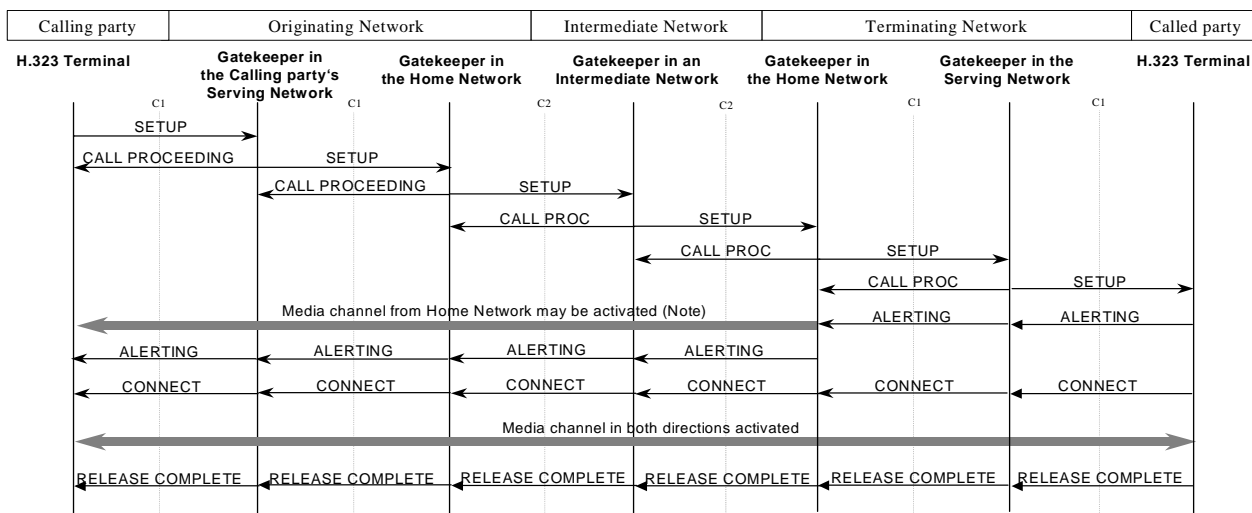 Calling party Originating Network Intermediate Network Terminating Network Called party
H.323 Terminal Gatekeeper in the Calling party's Serving Network Gatekeeper in the Home Network Gatekeeper in an Intermediate Network Gatekeeper in the Home Network Gatekeeper in the Serving Network H.323 Terminal
C1 C1 C2 C2 C1 C1
SETUP
CALL PROCEEDING SETUP
CALL PROCEEDING SETUP
CALL PROC SETUP
CALL PROC SETUP
CALL PROC SETUP
Media channel from Home Network may be activated (Note) ALERTING ALERTING
ALERTING ALERTING ALERTING ALERTING
CONNECT CONNECT CONNECT CONNECT CONNECT CONNECT
Media channel in both directions activated
RELEASE COMPLETE RELEASE COMPLETE RELEASE COMPLETE RELEASE COMPLETE RELEASE COMPLETE RELEASE COMPLETE